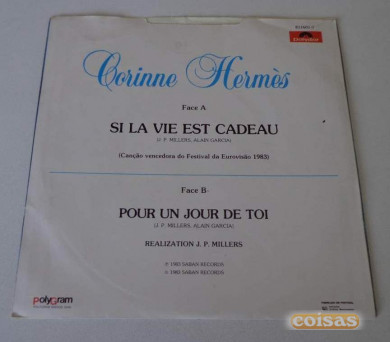 Polydor
Corinne Hermès
Face A
SI LA VIE EST CADEAU
(J. P. MILLERS, ALAIN GARCIA)
(Canção vencedora do Festival da Eurovisão 1983)
Face B-
POUR UN JOUR DE TOI
(J. P. MILLERS, ALAIN GARCIA)
REALIZATION J. P. MILLERS
℗ 1983 SABAN RECORDS
© 1983 SABAN RECORDS
polyGram
coisas